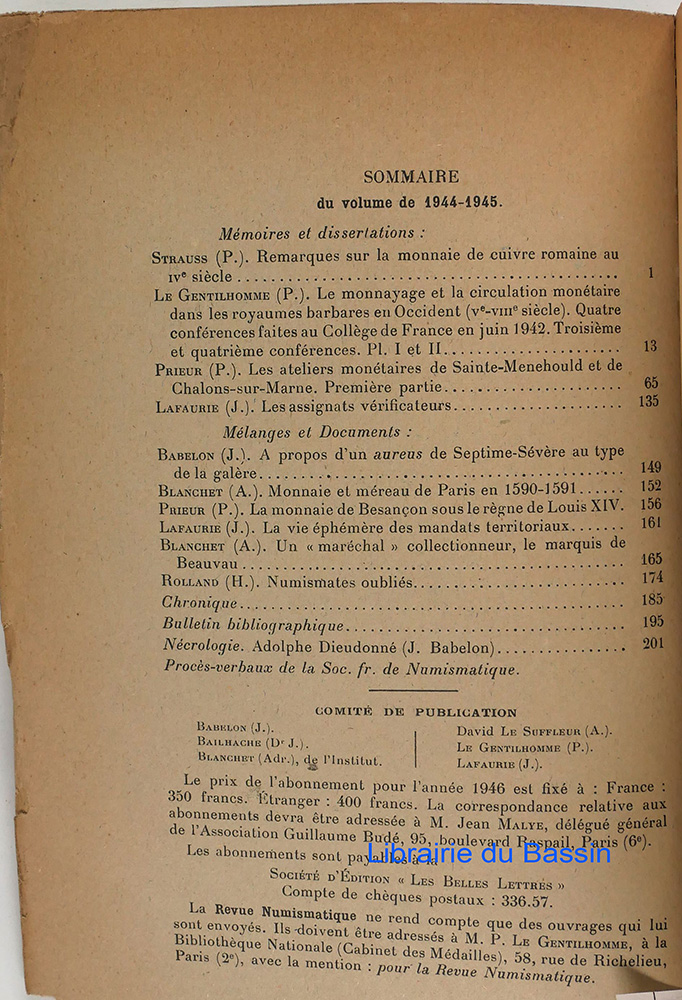 SOMMAIRE
du volume de 1944-1945.
Mémoires et dissertations :
STRAUSS (P.). Remarques sur la monnaie de cuivre romaine au
IVe siècle ........................................ 1
LE GENTILHOMME (P.). Le monnayage et la circulation monétaire
dans les royaumes barbares en Occident (Ve-VIIIe siècle). Quatre
conférences faites au Collège de France en juin 1942. Troisième
et quatrième conférences. Pl. I et II...................... 13
PRIEUR (P.). Les ateliers monétaires de Sainte-Menehould et de
Chalons-sur-Marne. Première partie...................... 65
LAFAURIE (J.). Les assignats vérificateurs..................... 135
Mélanges et Documents :
BABELON (J.). A propos d'un aureus de Septime-Sévère au type
de la galère............................................ 149
BLANCHET (A.). Monnaie et méreau de Paris en 1590-1591...... 152
PRIEUR (P.). La monnaie de Besançon sous le règne de Louis XIV. 156
LAFAURIE (J.). La vie éphémère des mandats territoriaux....... 161
BLANCHET (A.). Un « maréchal » collectionneur, le marquis de
Beauvau ............................................ 165
ROLLAND (H.). Numismates oubliés.......................... 174
Chronique................................................ 185
Bulletin bibliographique.................................. 195
Nécrologie. Adolphe Dieudonné (J. Babelon)................ 201
Procès-verbaux de la Soc. fr. de Numismatique.
COMITÉ DE PUBLICATION
BABELON (J.).
BAILHACHE (Dr J.).
BLANCHET (Adr.), de l'Institut.
David LE SUFFLEUR (A.).
LE GENTILHOMME (P.).
LAFAURIE (J.).
Le prix de l'abonnement pour l'année 1946 est fixé à : France :
350 francs. Étranger : 400 francs. La correspondance relative aux
abonnements devra être adressée à M. Jean MALYE, délégué général
de l'Association Guillaume Budé, 95, boulevard Raspail, Paris (6e).
Les abonnements sont payables à la
Librairie du Bassin
SOCIÉTÉ D'ÉDITION « LES BELLES LETTRES »
Compte de chèques postaux : 336.57.
La Revue Numismatique ne rend compte que des ouvrages qui lui
sont envoyés. Ils doivent être adressés à M. P. LE GENTILHOMME, à la
Bibliothèque Nationale (Cabinet des Médailles), 58, rue de Richelieu,
Paris (2e), avec la mention : pour la Revue Numismatique.